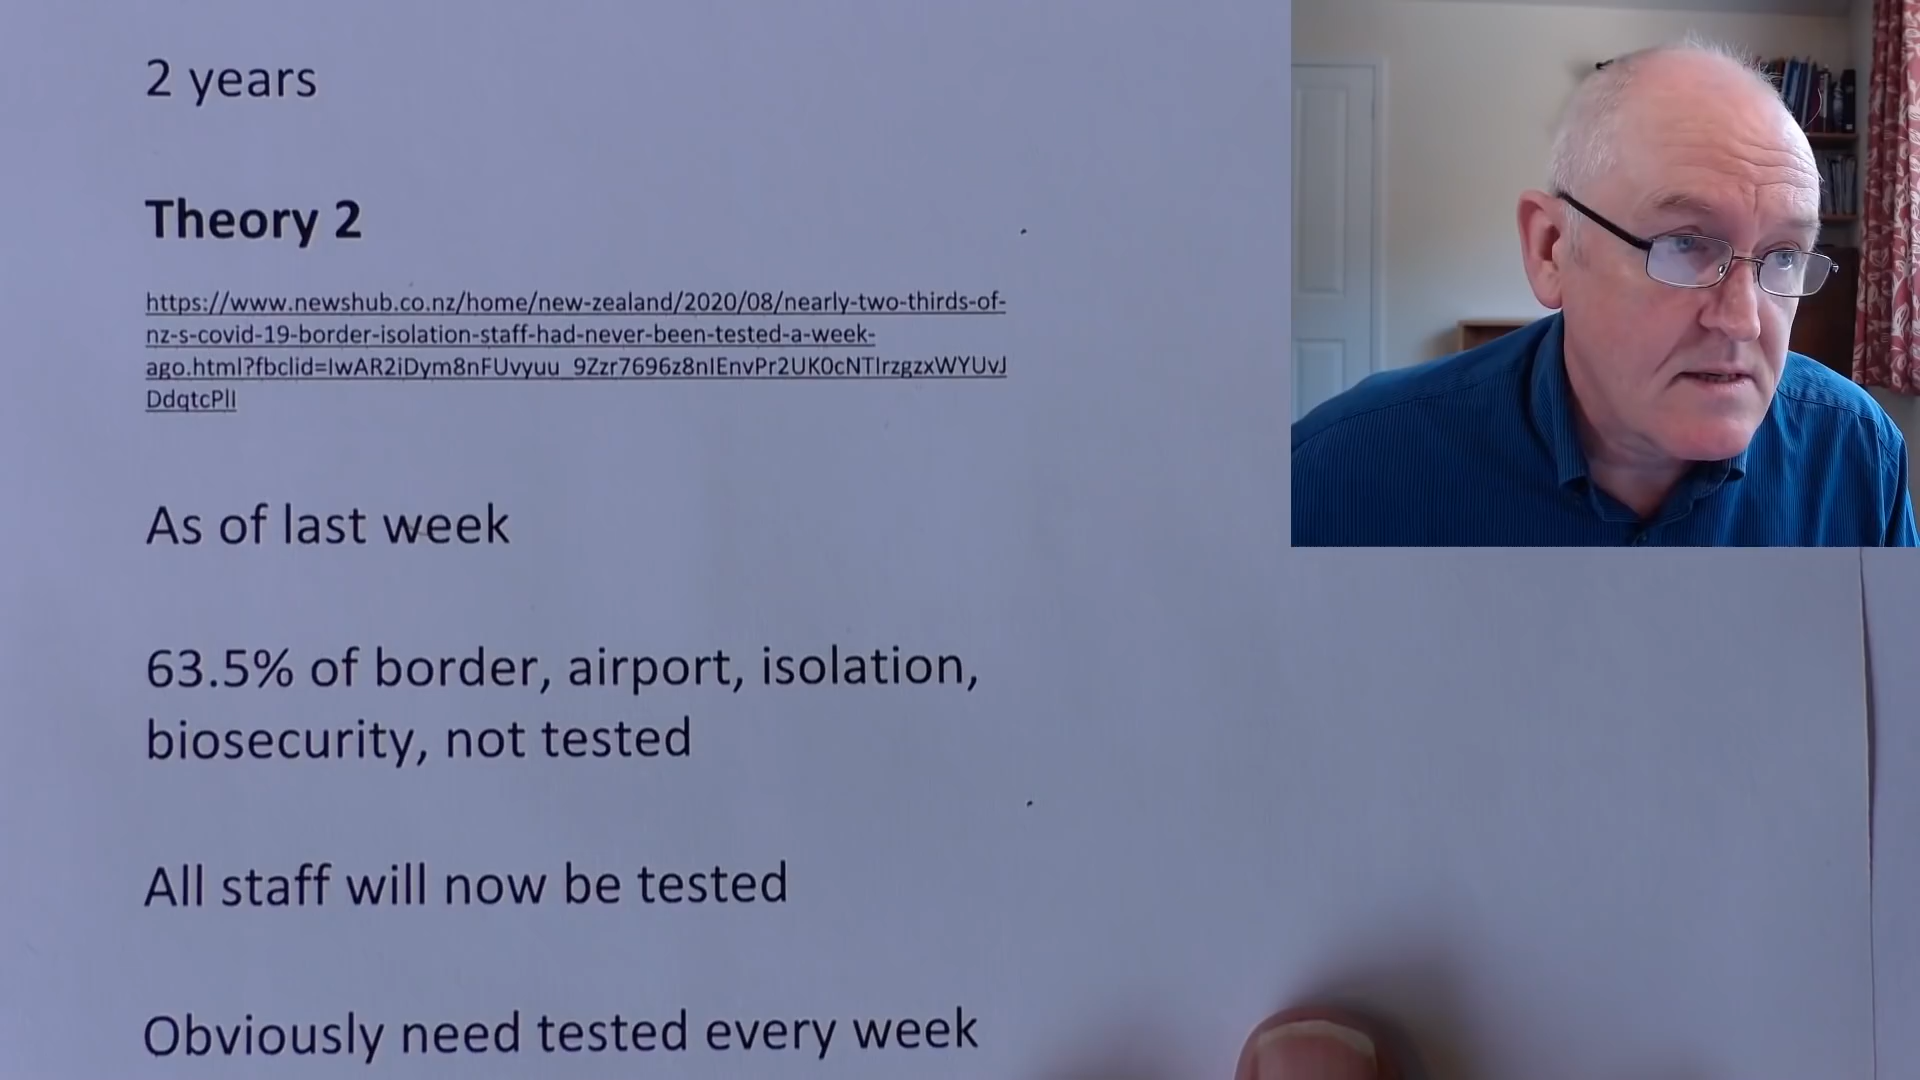 2 years
Theory 2
https://www.newshub.co.nz/home/new-zealand/2020/08/nearly-two-thirds-of-
nz-s-covid-19-border-isolation-staff-had-never-been-tested-a-week-
ago.html?fbclid=IwAR2iDym8nFUvyuu_9Zzr7696z8nIEnvPr2UK0cNTIrzgzxWYUvJ
DdqtcPlI
As of last week
63.5% of border, airport, isolation,
biosecurity, not tested
All staff will now be tested
Obviously need tested every week